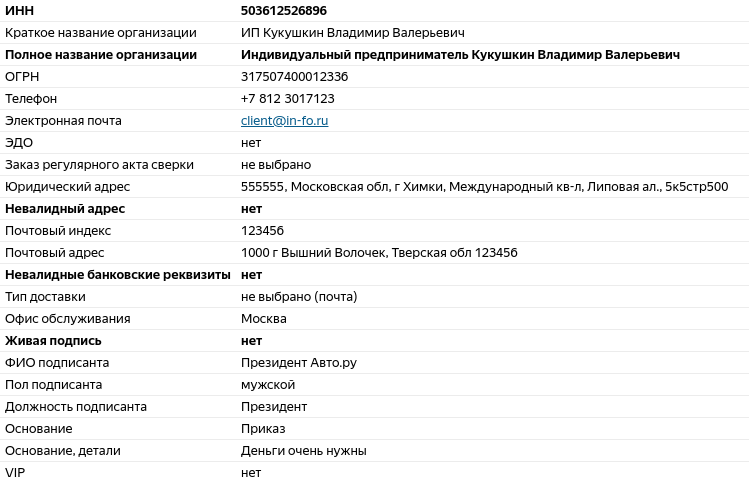 ИНН 503612526896
Краткое название организации ИП Кукушкин Владимир Валерьевич
Полное название организации Индивидуальный предприниматель Кукушкин Владимир Валерьевич
ОГРН 317507400012336
Телефон +7 812 3017123
Электронная почта client@in-fo.ru
ЭДО нет
Заказ регулярного акта сверки не выбрано
Юридический адрес 555555, Московская обл, г Химки, Международный кв-л, Липовая ал., 5к5стр500
Невалидный адрес нет
Почтовый индекс 123456
Почтовый адрес 1000 г Вышний Волочек, Тверская обл 123456
Невалидные банковские реквизиты нет
Тип доставки не выбрано (почта)
Офис обслуживания Москва
Живая подпись нет
ФИО подписанта Президент Авто.ру
Пол подписанта мужской
Должность подписанта Президент
Основание Приказ
Основание, детали Деньги очень нужны
VIP нет